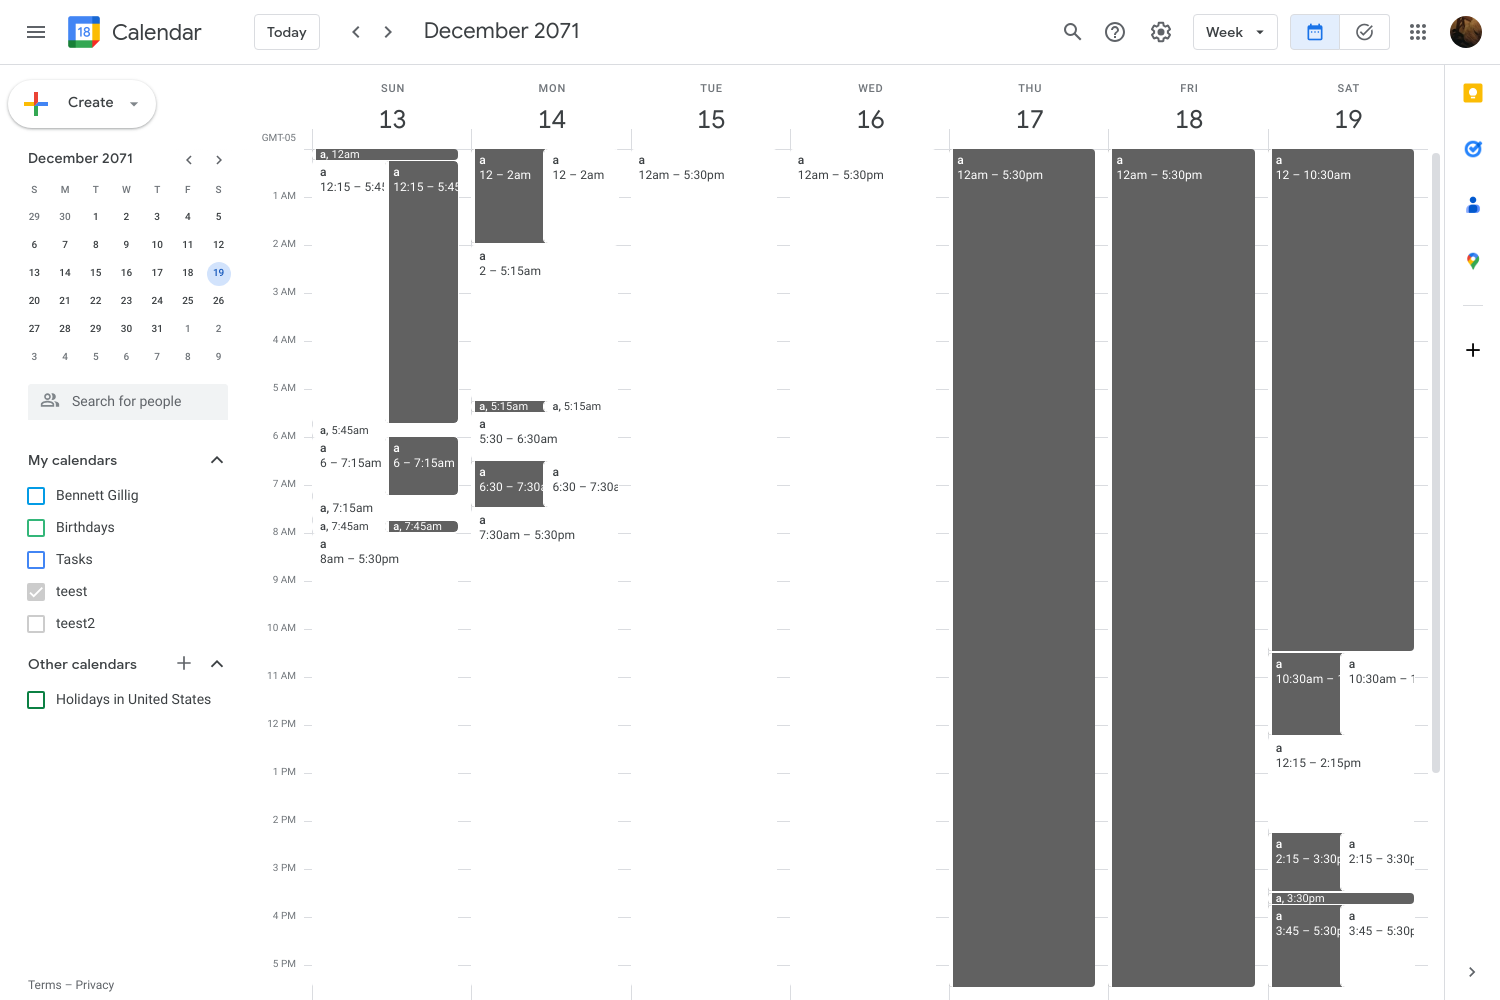 18 Calendar
Today
December 2071
Week
Create
December 2071
S M T W T F S
29 30 1 2 3 4 5
6 7 8 9 10 11 12
13 14 15 16 17 18 19
20 21 22 23 24 25 26
27 28 29 30 31 1 2
3 4 5 6 7 8 9
Search for people
My calendars
Bennett Gillig
Birthdays
Tasks
teest
teest2
Other calendars
Holidays in United States
Terms – Privacy
GMT-05
SUN MON TUE WED THU FRI SAT
13 14 15 16 17 18 19
1 AM
2 AM
3 AM
4 AM
5 AM
6 AM
7 AM
8 AM
9 AM
10 AM
11 AM
12 PM
1 PM
2 PM
3 PM
4 PM
5 PM
a, 12am
a
12:15 – 5:45
a
12:15 – 5:45
a, 5:45am
a
6 – 7:15am
a
6 – 7:15am
a, 7:15am
a, 7:45am
a, 7:45am
a
8am – 5:30pm
a
12 – 2am
a
12 – 2am
a
2 – 5:15am
a, 5:15am
a, 5:15am
a
5:30 – 6:30am
a
6:30 – 7:30a
a
6:30 – 7:30a
a
7:30am – 5:30pm
a
12am – 5:30pm
a
12am – 5:30pm
a
12am – 5:30pm
a
12am – 5:30pm
a
12 – 10:30am
a
10:30am –
a
10:30am –
a
12:15 – 2:15pm
a
2:15 – 3:30p
a
2:15 – 3:30p
a, 3:30pm
a
3:45 – 5:30p
a
3:45 – 5:30p